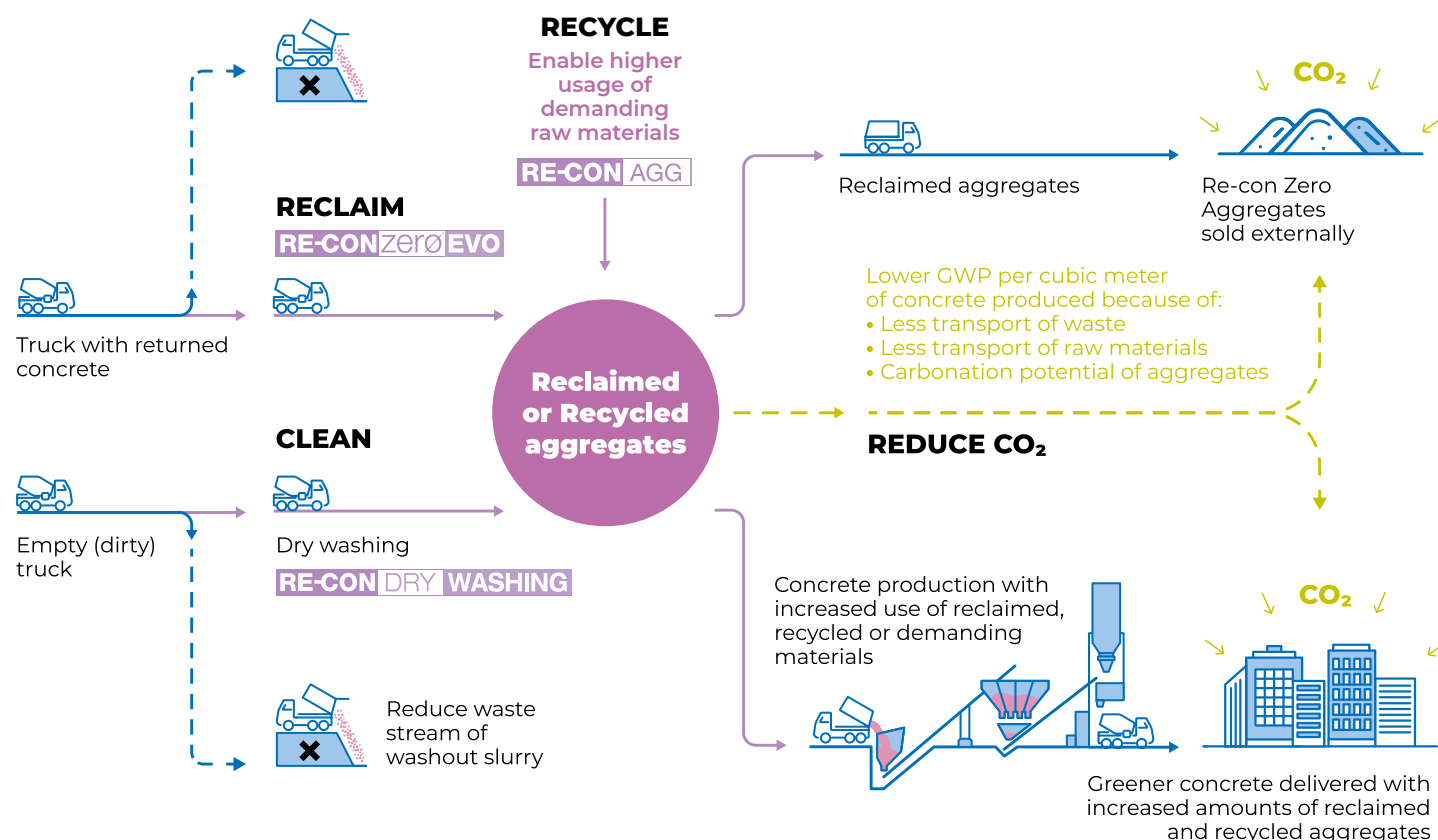 RECYCLE
Enable higher
usage of
demanding
raw materials
RE-CON AGG
CO₂
Reclaimed aggregates
Re-con Zero
Aggregates
sold externally
RECLAIM
RE-CON zerø EVO
Truck with returned
concrete
Reclaimed
or Recycled
aggregates
Lower GWP per cubic meter
of concrete produced because of:
• Less transport of waste
• Less transport of raw materials
• Carbonation potential of aggregates
REDUCE CO₂
CLEAN
Empty (dirty)
truck
Dry washing
RE-CON DRY WASHING
Reduce waste
stream of
washout slurry
Concrete production with
increased use of reclaimed,
recycled or demanding
materials
CO₂
Greener concrete delivered with
increased amounts of reclaimed
and recycled aggregates